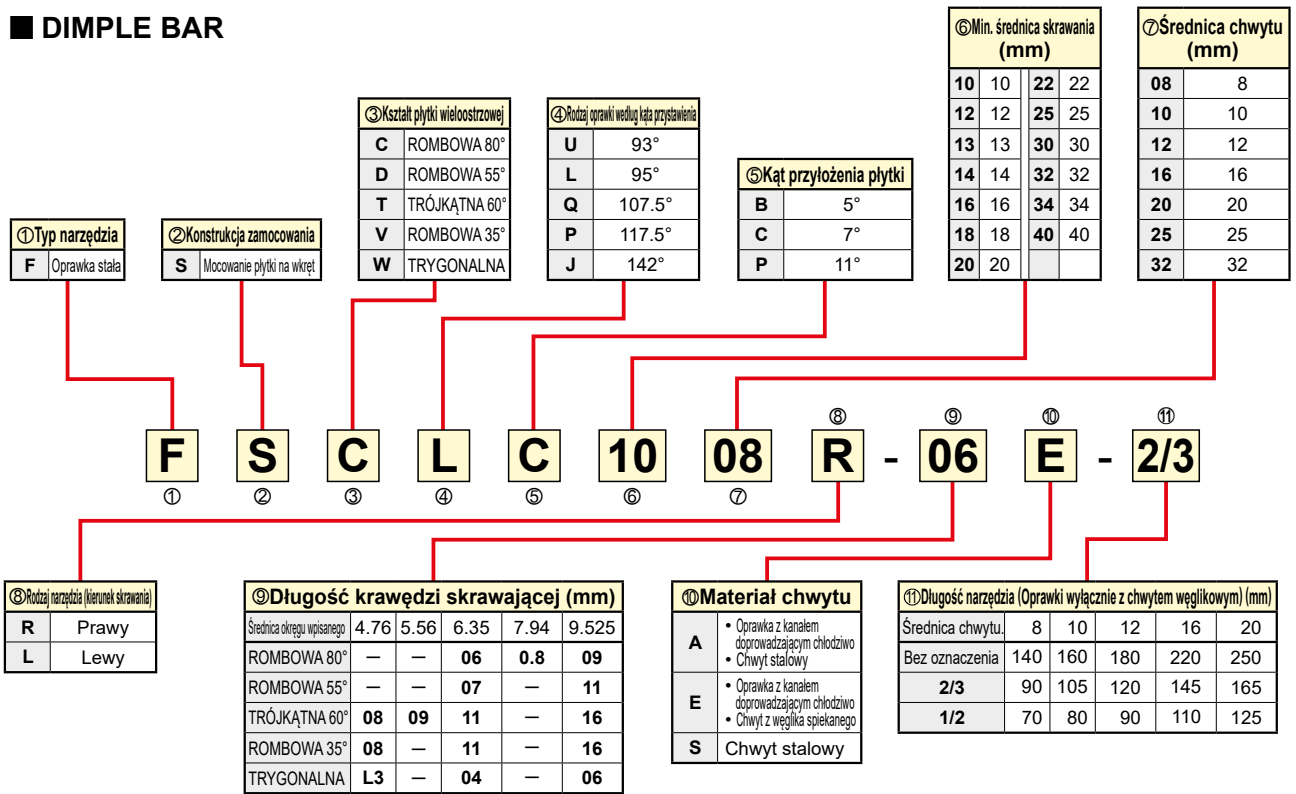 ■ DIMPLE BAR
①Typ narzędzia
F Oprawka stała
②Konstrukcja zamocowania
S Mocowanie płytki na wkręt
③Kształt płytki wieloostrzowej
C ROMBOWA 80°
D ROMBOWA 55°
T TRÓJKĄTNA 60°
V ROMBOWA 35°
W TRYGONALNA
④Rodzaj oprawki według kąta przystawienia
U 93°
L 95°
Q 107.5°
P 117.5°
J 142°
⑤Kąt przyłożenia płytki
B 5°
C 7°
P 11°
⑥Min. średnica skrawania
(mm)
10 10 22 22
12 12 25 25
13 13 30 30
14 14 32 32
16 16 34 34
18 18 40 40
20 20
⑦Średnica chwytu
(mm)
08 8
10 10
12 12
16 16
20 20
25 25
32 32
⑧ ⑨ ⑩ ⑪
F S C L C 10 08 R - 06 E - 2/3
① ② ③ ④ ⑤ ⑥ ⑦
⑧Rodzaj narzędzia (kierunek skrawania)
R Prawy
L Lewy
⑨Długość krawędzi skrawającej (mm)
Średnica okręgu wpisanego 4.76 5.56 6.35 7.94 9.525
ROMBOWA 80° — — 06 0.8 09
ROMBOWA 55° — — 07 — 11
TRÓJKĄTNA 60° 08 09 11 — 16
ROMBOWA 35° 08 — 11 — 16
TRYGONALNA L3 — 04 — 06
⑩Materiał chwytu
A • Oprawka z kanałem
doprowadzającym chłodziwo
• Chwyt stalowy
E • Oprawka z kanałem
doprowadzającym chłodziwo
• Chwyt z węglika spiekanego
S Chwyt stalowy
⑪Długość narzędzia (Oprawki wyłącznie z chwytem węglikowym) (mm)
Średnica chwytu. 8 10 12 16 20
Bez oznaczenia 140 160 180 220 250
2/3 90 105 120 145 165
1/2 70 80 90 110 125